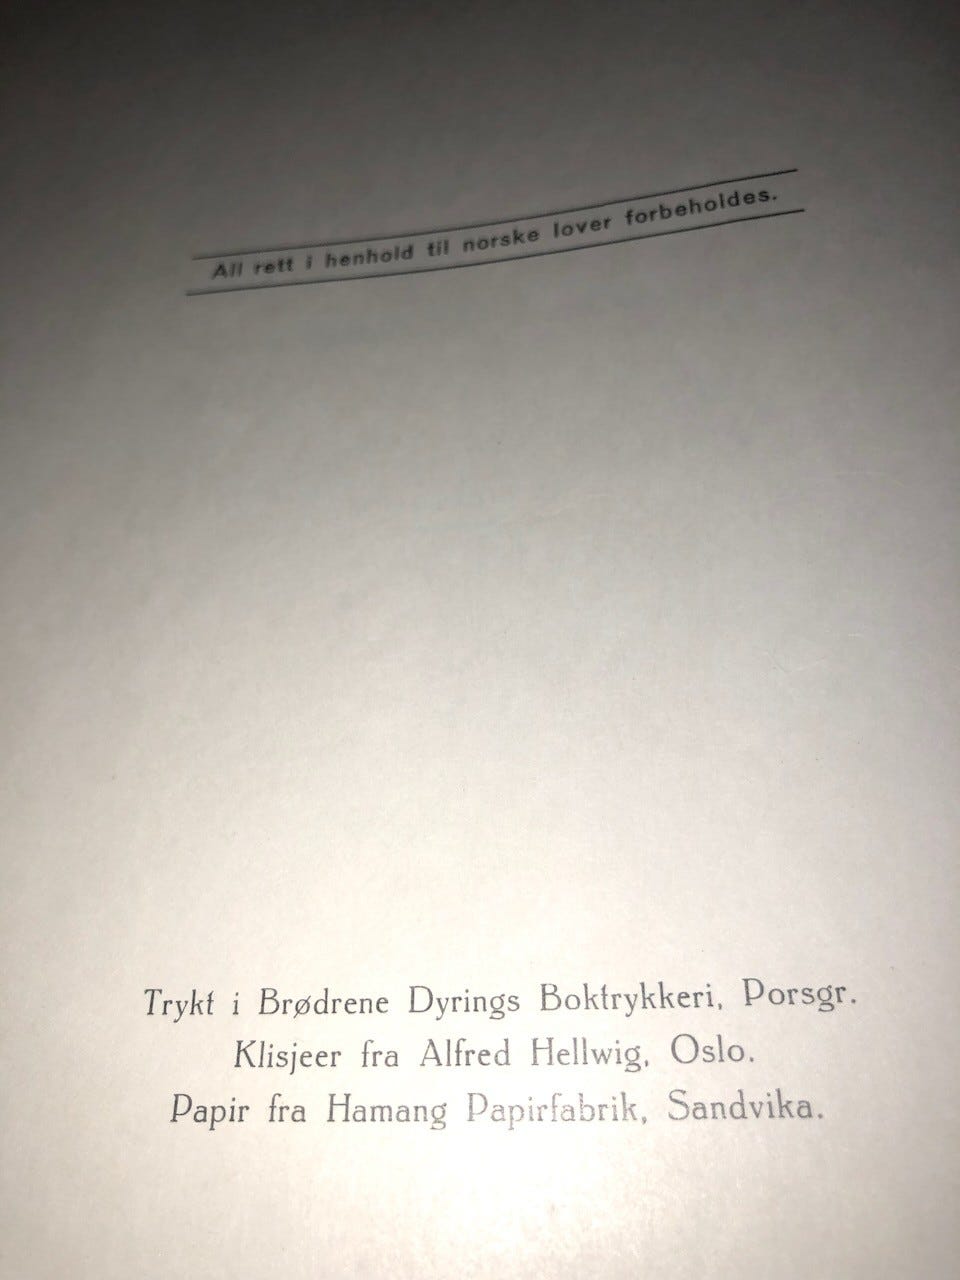 All rett i henhold til norske lover forbeholdes.
Trykt i Brødrene Dyrings Boktrykkeri, Porsgr.
Klisjeer fra Alfred Hellwig, Oslo.
Papir fra Hamang Papirfabrik, Sandvika.